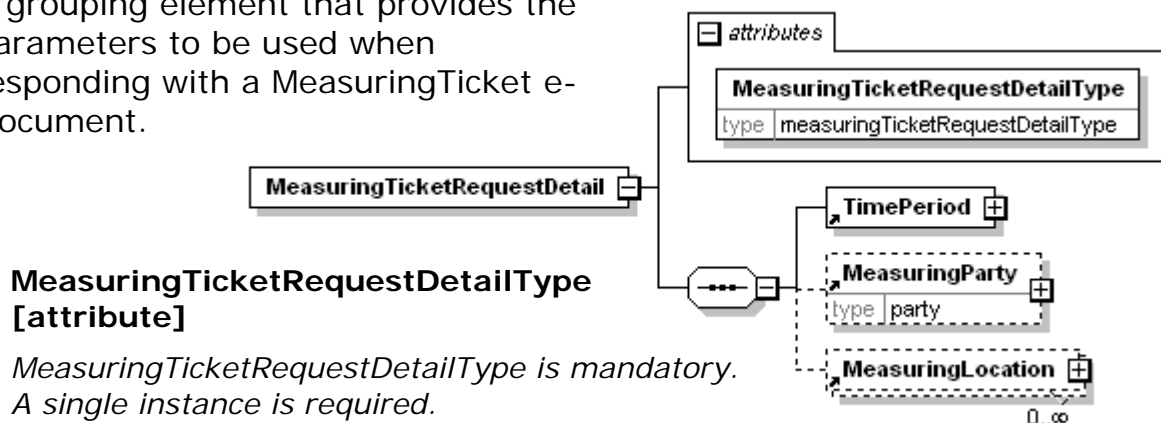 grouping element that provides the
arameters to be used when
esponding with a MeasuringTicket e-
ocument.
attributes
MeasuringTicketRequestDetailType
type measuringTicketRequestDetailType
MeasuringTicketRequestDetail
TimePeriod
MeasuringParty
type party
MeasuringLocation
0..∞
MeasuringTicketRequestDetailType
[attribute]
MeasuringTicketRequestDetailType is mandatory.
A single instance is required.